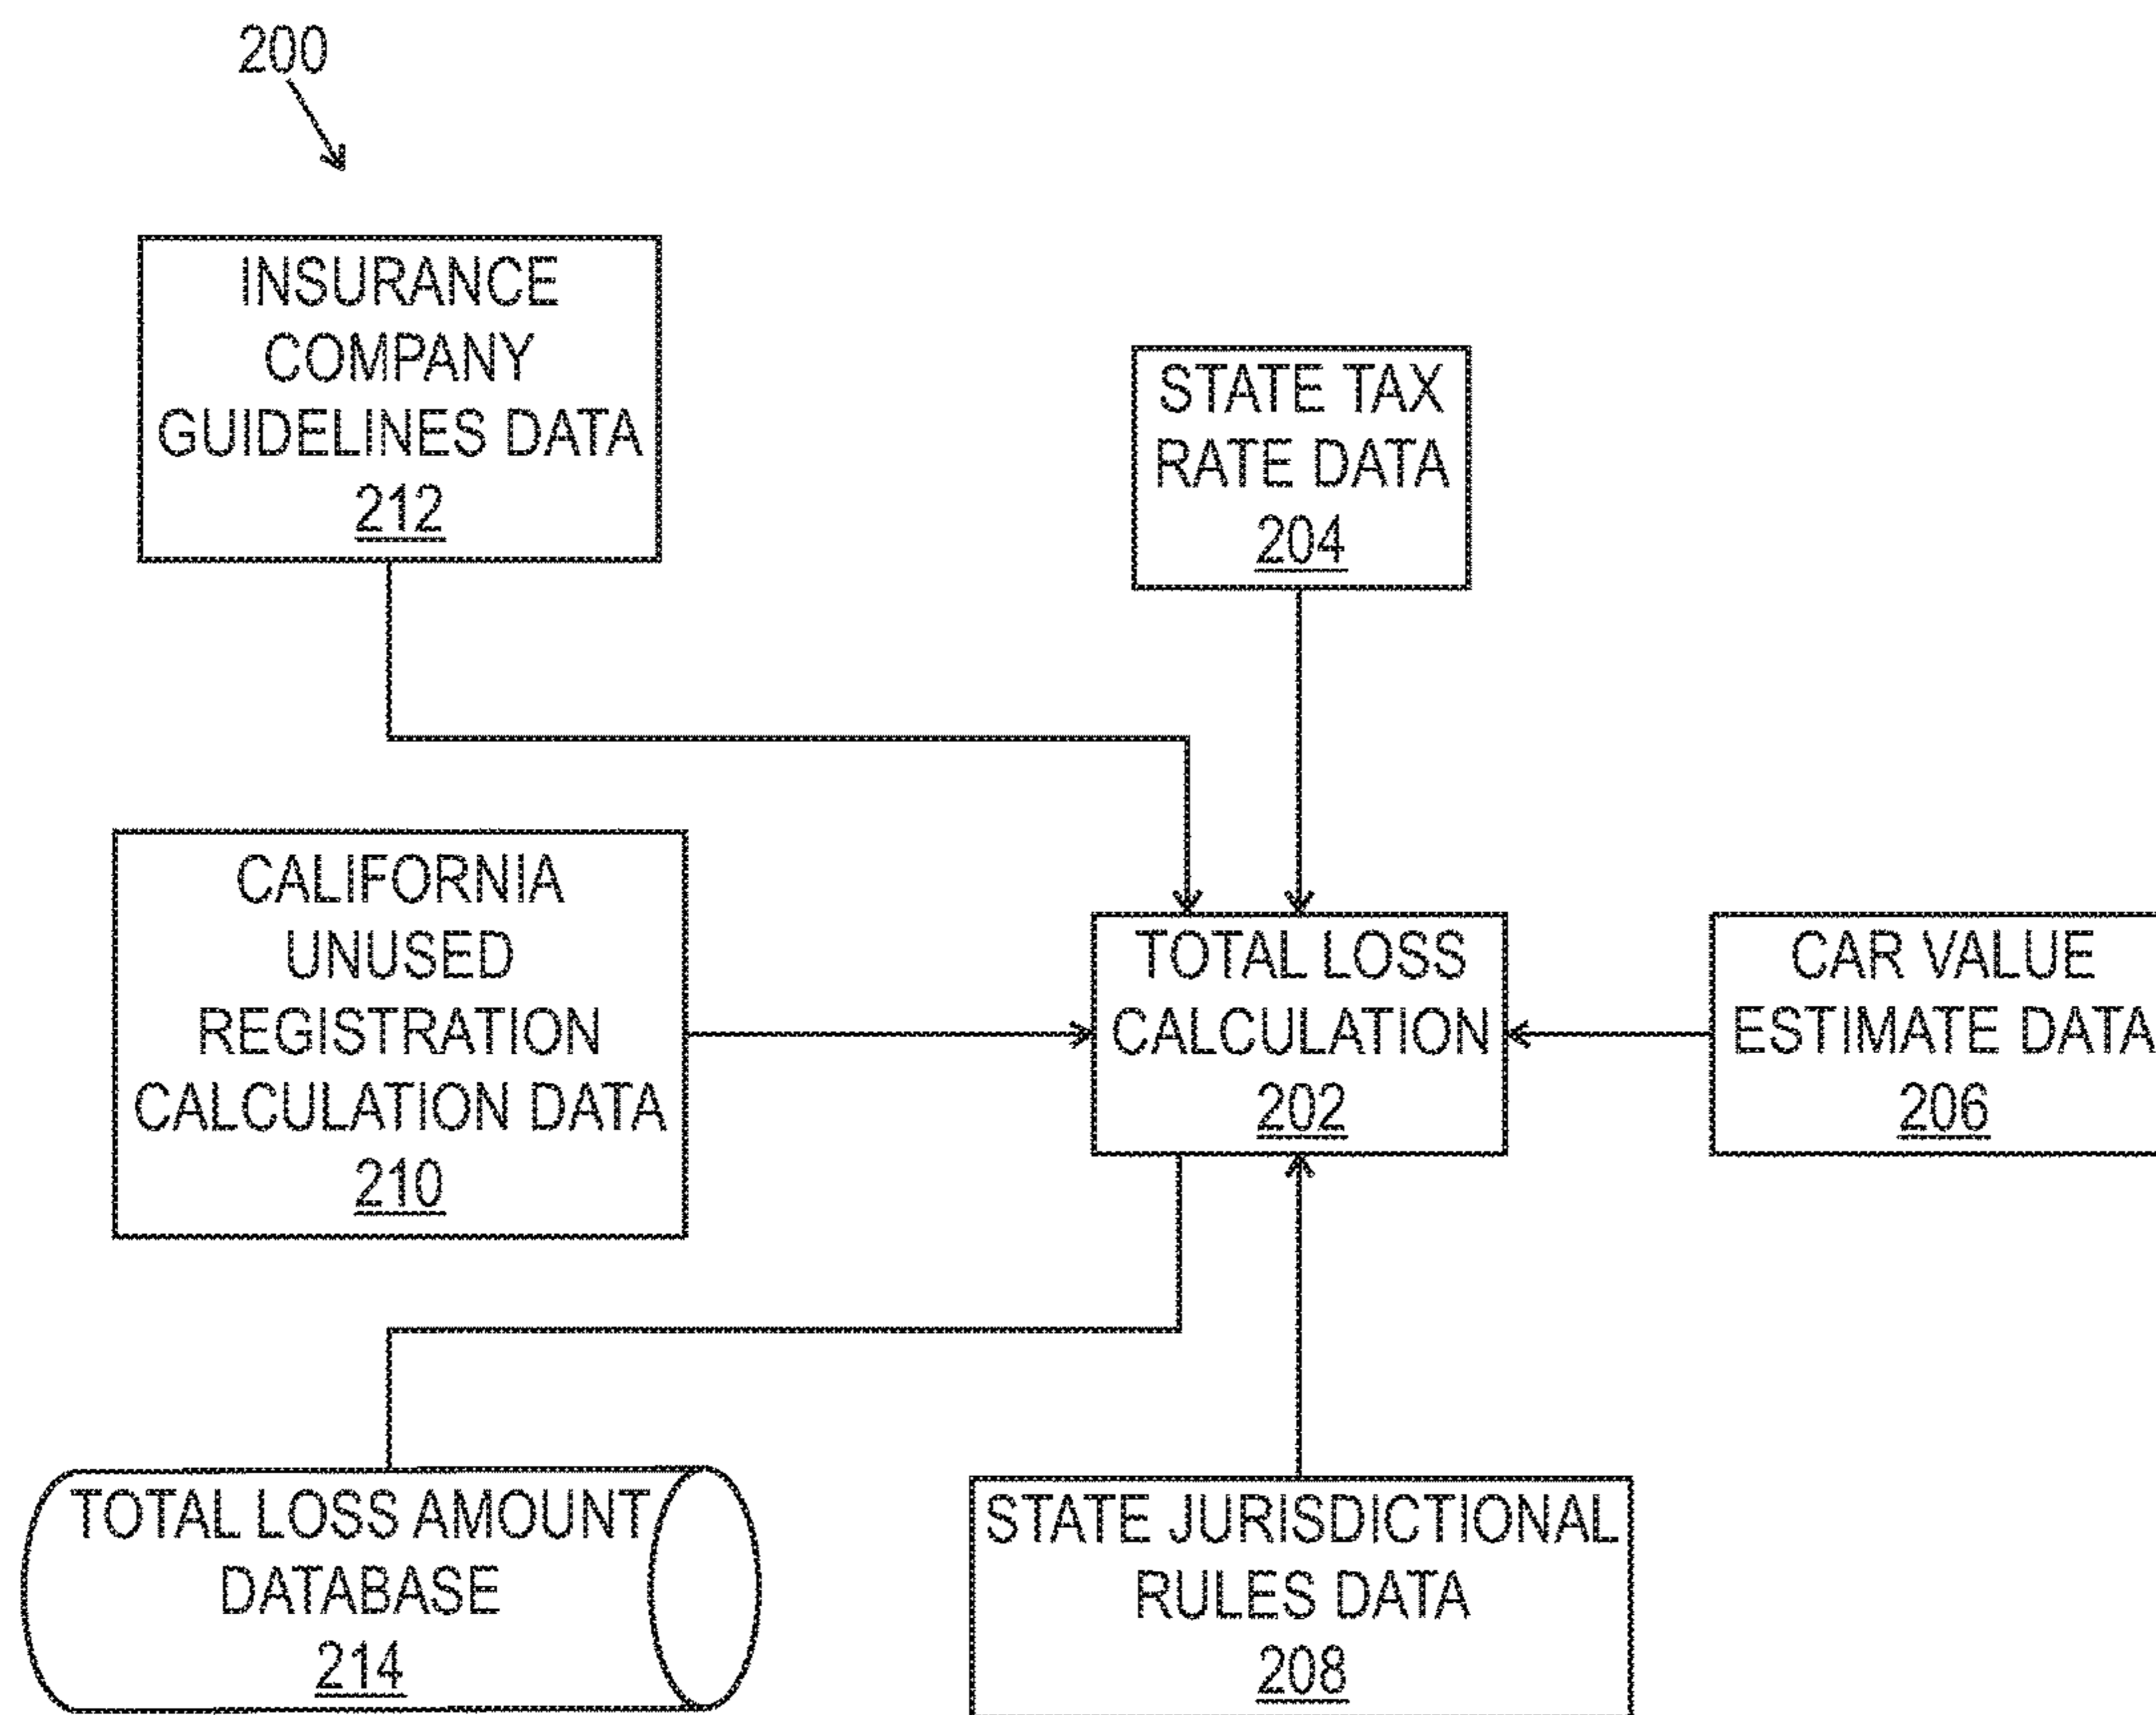 200
INSURANCE
COMPANY
GUIDELINES DATA
212
STATE TAX
RATE DATA
204
CALIFORNIA
UNUSED
REGISTRATION
CALCULATION DATA
210
TOTAL LOSS
CALCULATION
202
CAR VALUE
ESTIMATE DATA
206
TOTAL LOSS AMOUNT
DATABASE
214
STATE JURISDICTIONAL
RULES DATA
208